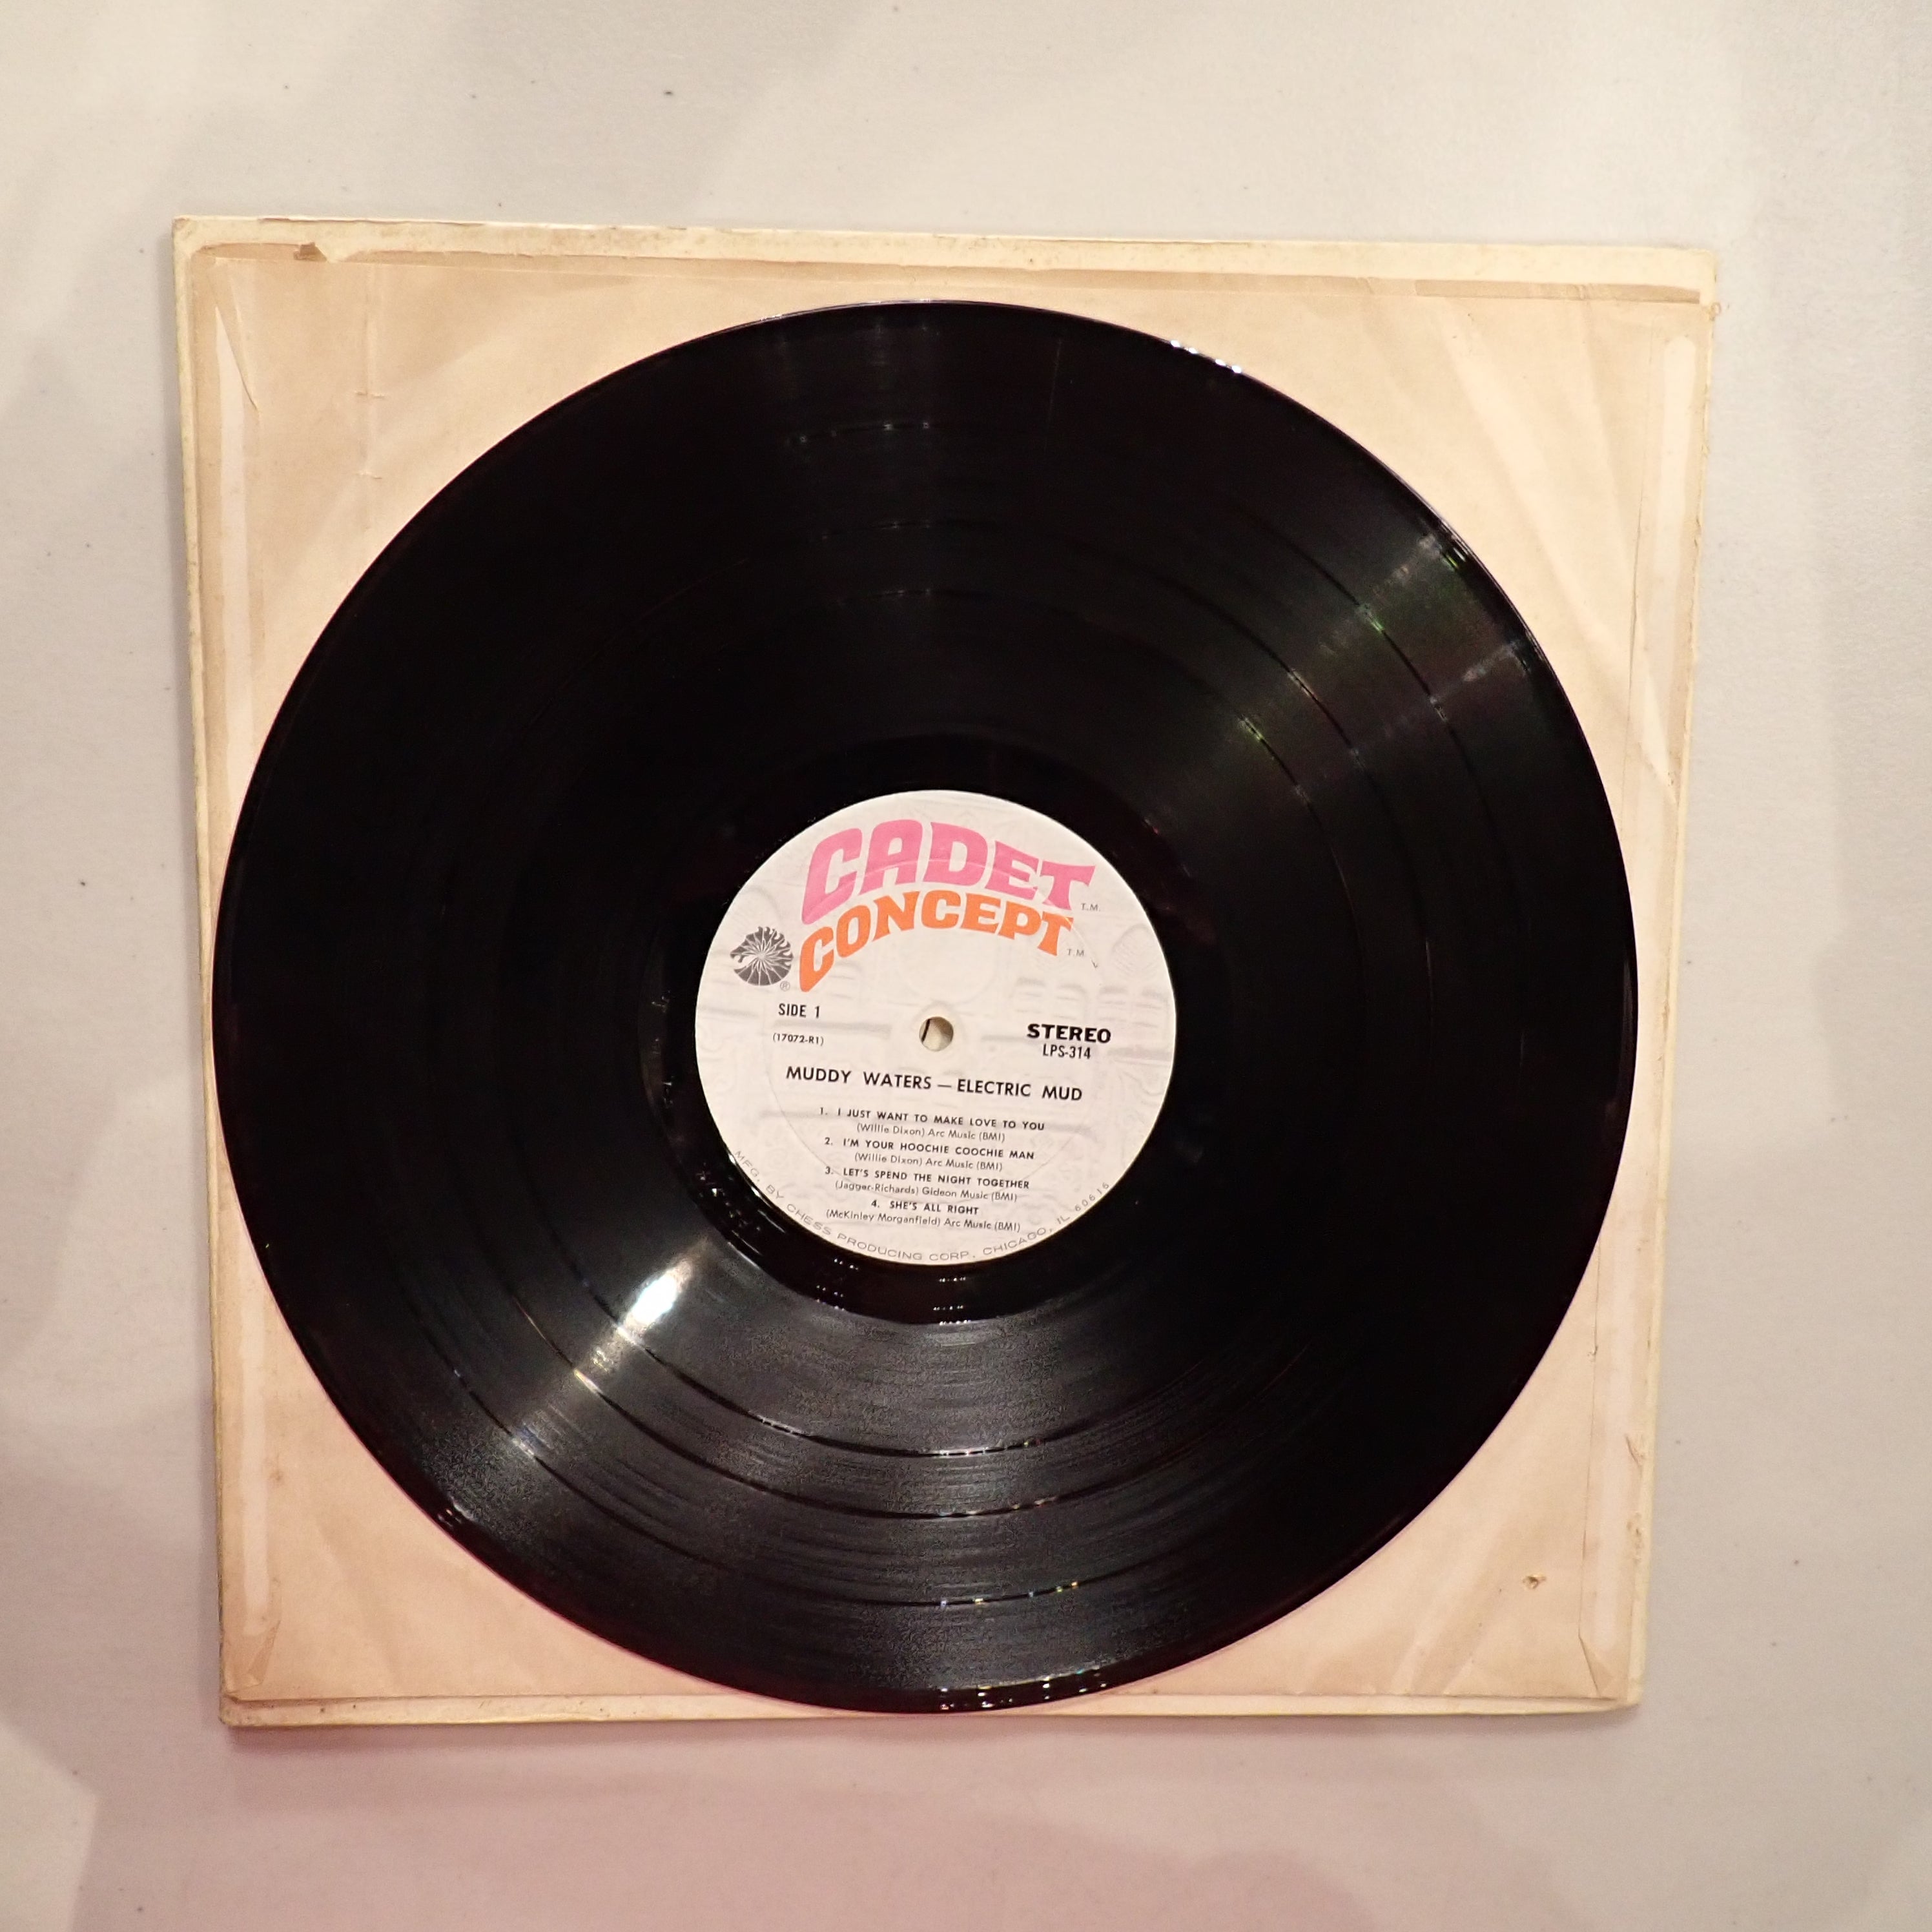 CADET T.M.
CONCEPT T.M.
®
SIDE 1
(17072-R1)
STEREO
LPS-314
MUDDY WATERS — ELECTRIC MUD
1. I JUST WANT TO MAKE LOVE TO YOU
(Willie Dixon) Arc Music (BMI)
2. I'M YOUR HOOCHIE COOCHIE MAN
(Willie Dixon) Arc Music (BMI)
3. LET'S SPEND THE NIGHT TOGETHER
(Jagger-Richards) Gideon Music (BMI)
4. SHE'S ALL RIGHT
(McKinley Morganfield) Arc Music (BMI)
MFG. BY CHESS PRODUCING CORP., CHICAGO, IL 60616